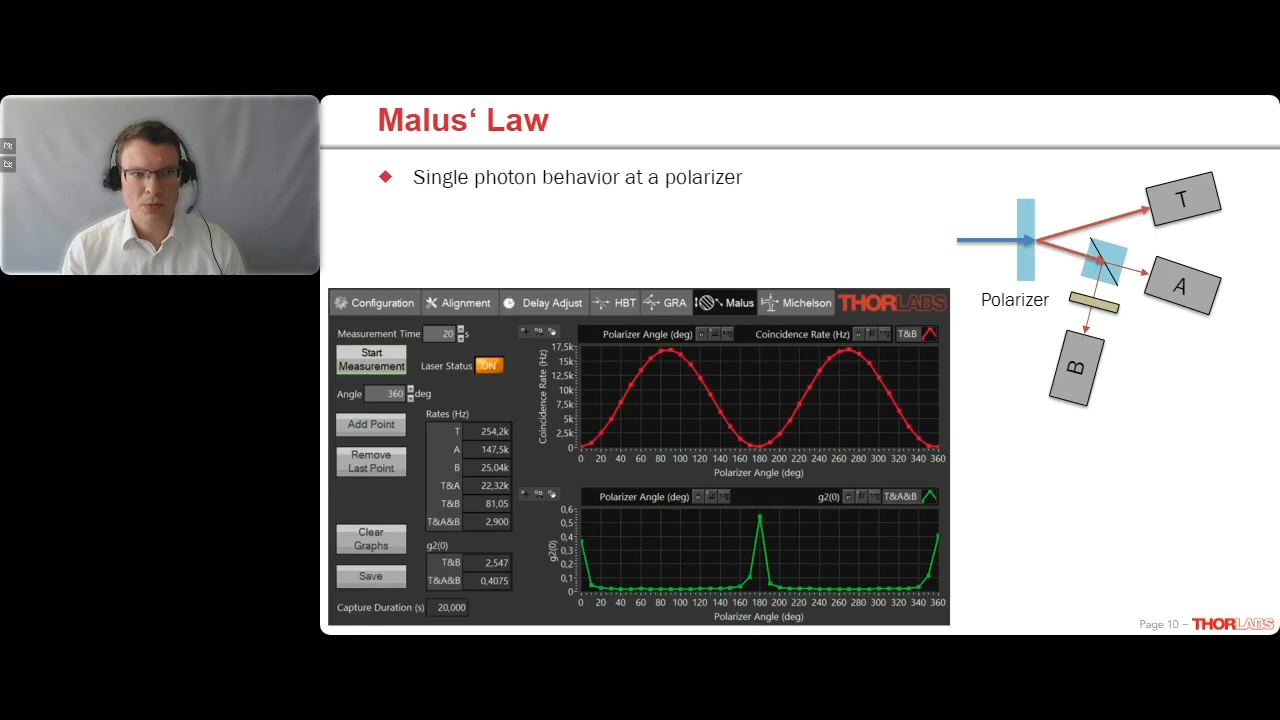 Malus‘ Law
Single photon behavior at a polarizer
T
A
B
Polarizer
Configuration Alignment Delay Adjust HBT GRA Malus Michelson THORLABS
Measurement Time 20 s
Start
Measurement
Laser Status ON
Angle 360 deg
Add Point
Remove
Last Point
Clear
Graphs
Save
Capture Duration (s) 20,000
Rates (Hz)
T 254,2k
A 147,5k
B 25,04k
T&A 22,32k
T&B 81,05
T&A&B 2,900
g2(0)
T&B 2,547
T&A&B 0,4075
Polarizer Angle (deg) Coincidence Rate (Hz) T&B
Coincidence Rate (Hz)
17,5k
15k
12,5k
10k
7,5k
5k
2,5k
0
0 20 40 60 80 100 120 140 160 180 200 220 240 260 280 300 320 340 360
Polarizer Angle (deg)
Polarizer Angle (deg) g2(0) T&A&B
g2(0)
0,6
0,5
0,4
0,3
0,2
0,1
0
0 20 40 60 80 100 120 140 160 180 200 220 240 260 280 300 320 340 360
Polarizer Angle (deg)
Page 10 – THORLABS